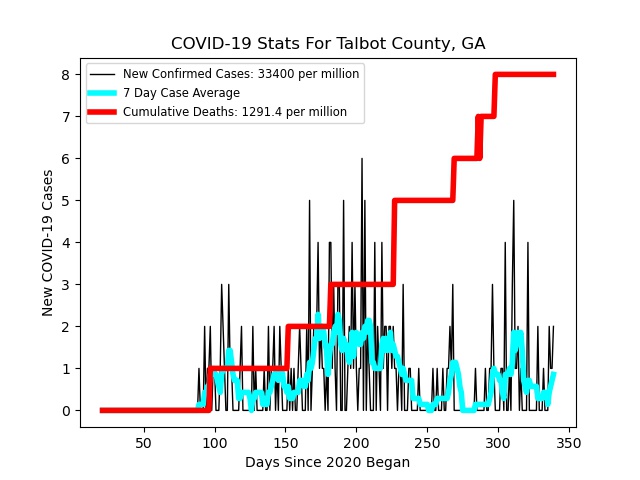 COVID-19 Stats For Talbot County, GA
New Confirmed Cases: 33400 per million
7 Day Case Average
Cumulative Deaths: 1291.4 per million
New COVID-19 Cases
8
7
6
5
4
3
2
1
0
50 100 150 200 250 300 350
Days Since 2020 Began